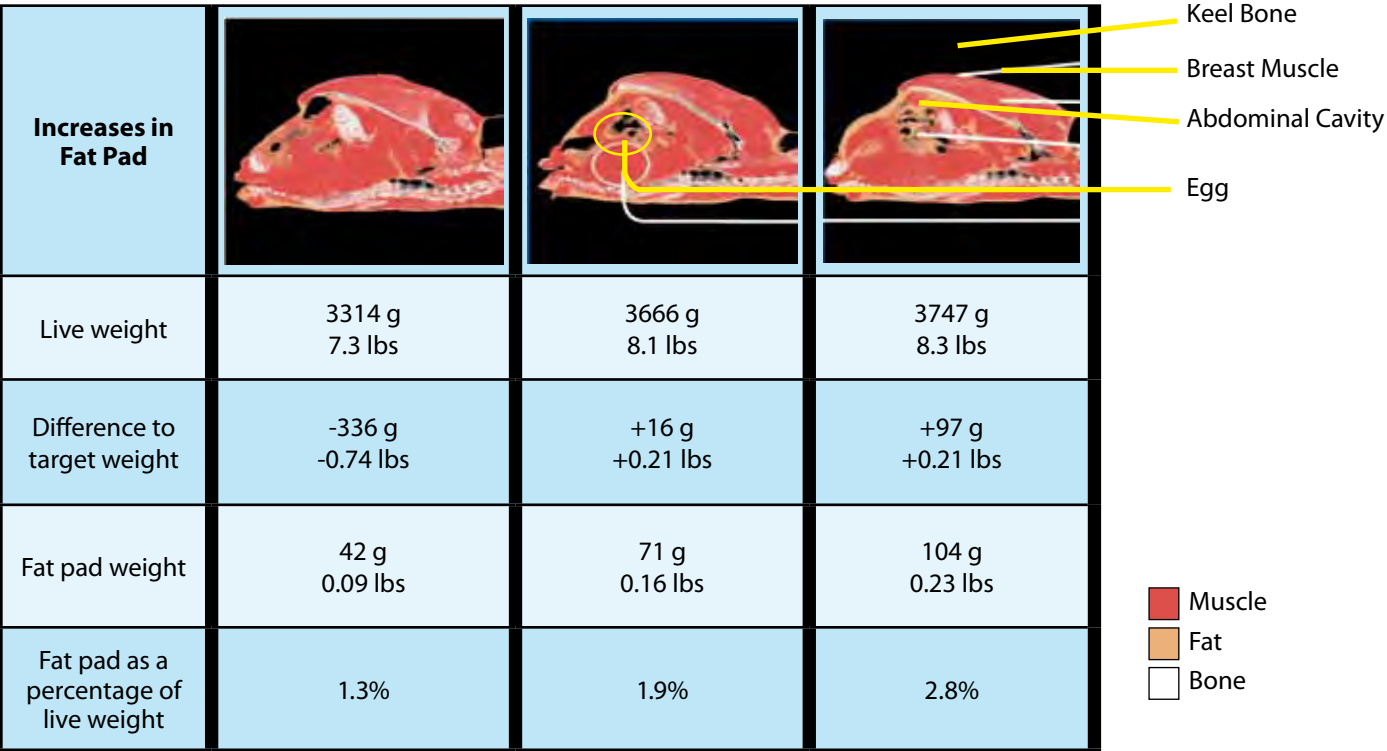 Keel Bone
Breast Muscle
Abdominal Cavity
Egg
Increases in
Fat Pad
Live weight
3314 g
7.3 lbs
3666 g
8.1 lbs
3747 g
8.3 lbs
Difference to
target weight
-336 g
-0.74 lbs
+16 g
+0.21 lbs
+97 g
+0.21 lbs
Fat pad weight
42 g
0.09 lbs
71 g
0.16 lbs
104 g
0.23 lbs
Fat pad as a
percentage of
live weight
1.3%
1.9%
2.8%
Muscle
Fat
Bone